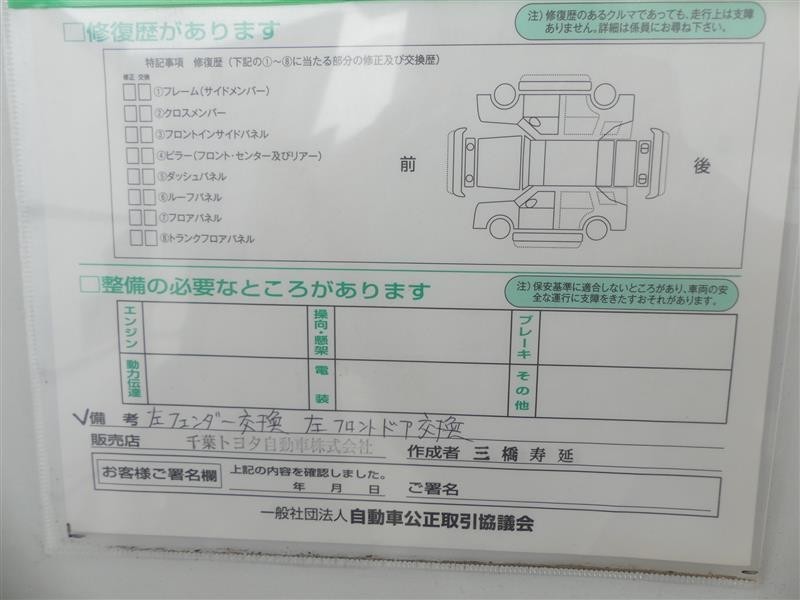 □修復歴があります
注）修復歴のあるクルマであっても、走行上は支障
ありません。詳細は係員にお尋ね下さい。
特記事項 修復歴（下記の①〜⑧に当たる部分の修正及び交換歴）
修正 交換
①フレーム（サイドメンバー）
②クロスメンバー
③フロントインサイドパネル
④ピラー（フロント・センター及びリアー）
⑤ダッシュパネル
⑥ルーフパネル
⑦フロアパネル
⑧トランクフロアパネル
前
後
□整備の必要なところがあります
注）保安基準に適合しないところがあり、車両の安
全な運行に支障をきたすおそれがあります。
エンジン
操向・懸架
ブレーキ
動力伝達
電装
その他
✓備考 左フェンダー交換 左フロントドア交換
販売店 千葉トヨタ自動車株式会社 作成者 三橋寿延
お客様ご署名欄 上記の内容を確認しました。
年 月 日 ご署名
一般社団法人 自動車公正取引協議会